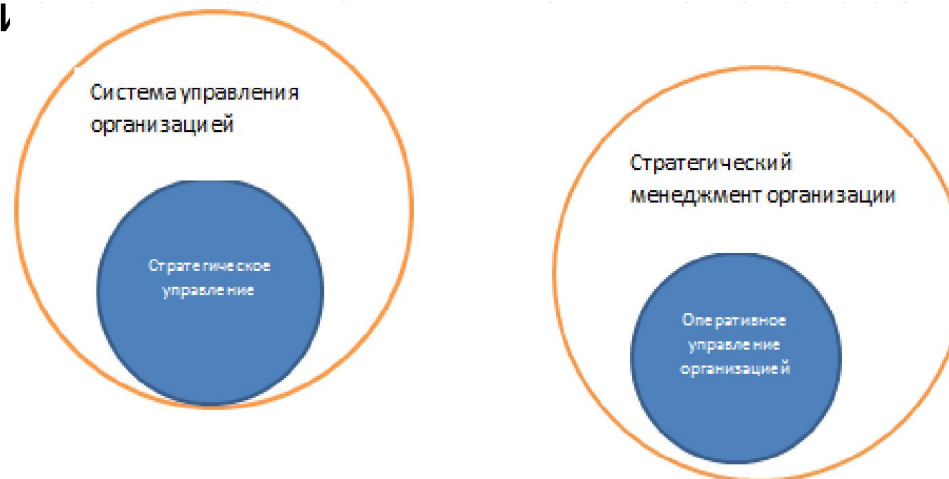 Система управления
организацией
Стратегическое
управление
Стратегический
менеджмент организации
Оперативное
управление
организацией